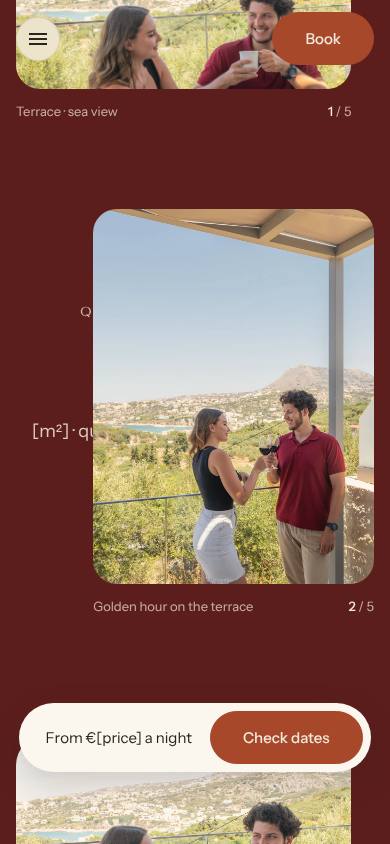 Book
Terrace · sea view
1 / 5
Q
[m²] · qu
Golden hour on the terrace
2 / 5
From €[price] a night
Check dates